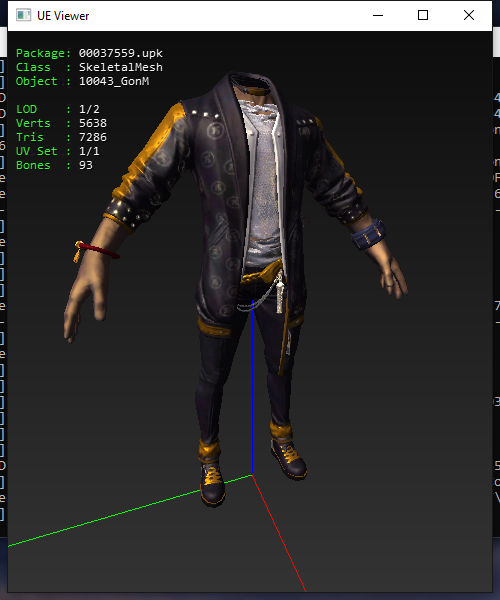 UE Viewer
Package: 00037559.upk
Class : SkeletalMesh
Object : 10043_GonM
LOD : 1/2
Verts : 5638
Tris : 7286
UV Set : 1/1
Bones : 93